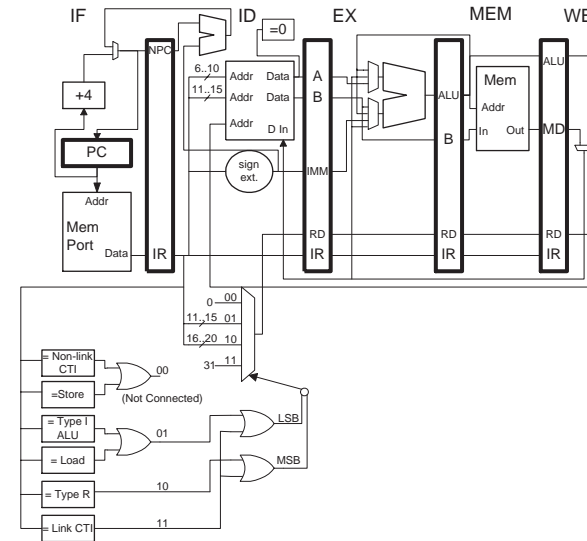 IF ID EX MEM WB
=0
NPC
+4
PC
Addr
Mem
Port
Data
IR
6..10
11..15
Addr Data
Addr Data
Addr
D In
sign
ext.
A
B
IMM
RD
IR
ALU
B
RD
IR
Mem
Addr
In Out
ALU
MD
RD
IR
0 00
11..15 01
16..20 10
31 11
= Non-link
CTI
=Store
00
(Not Connected)
= Type I
ALU
= Load
01
LSB
MSB
= Type R
10
= Link CTI
11